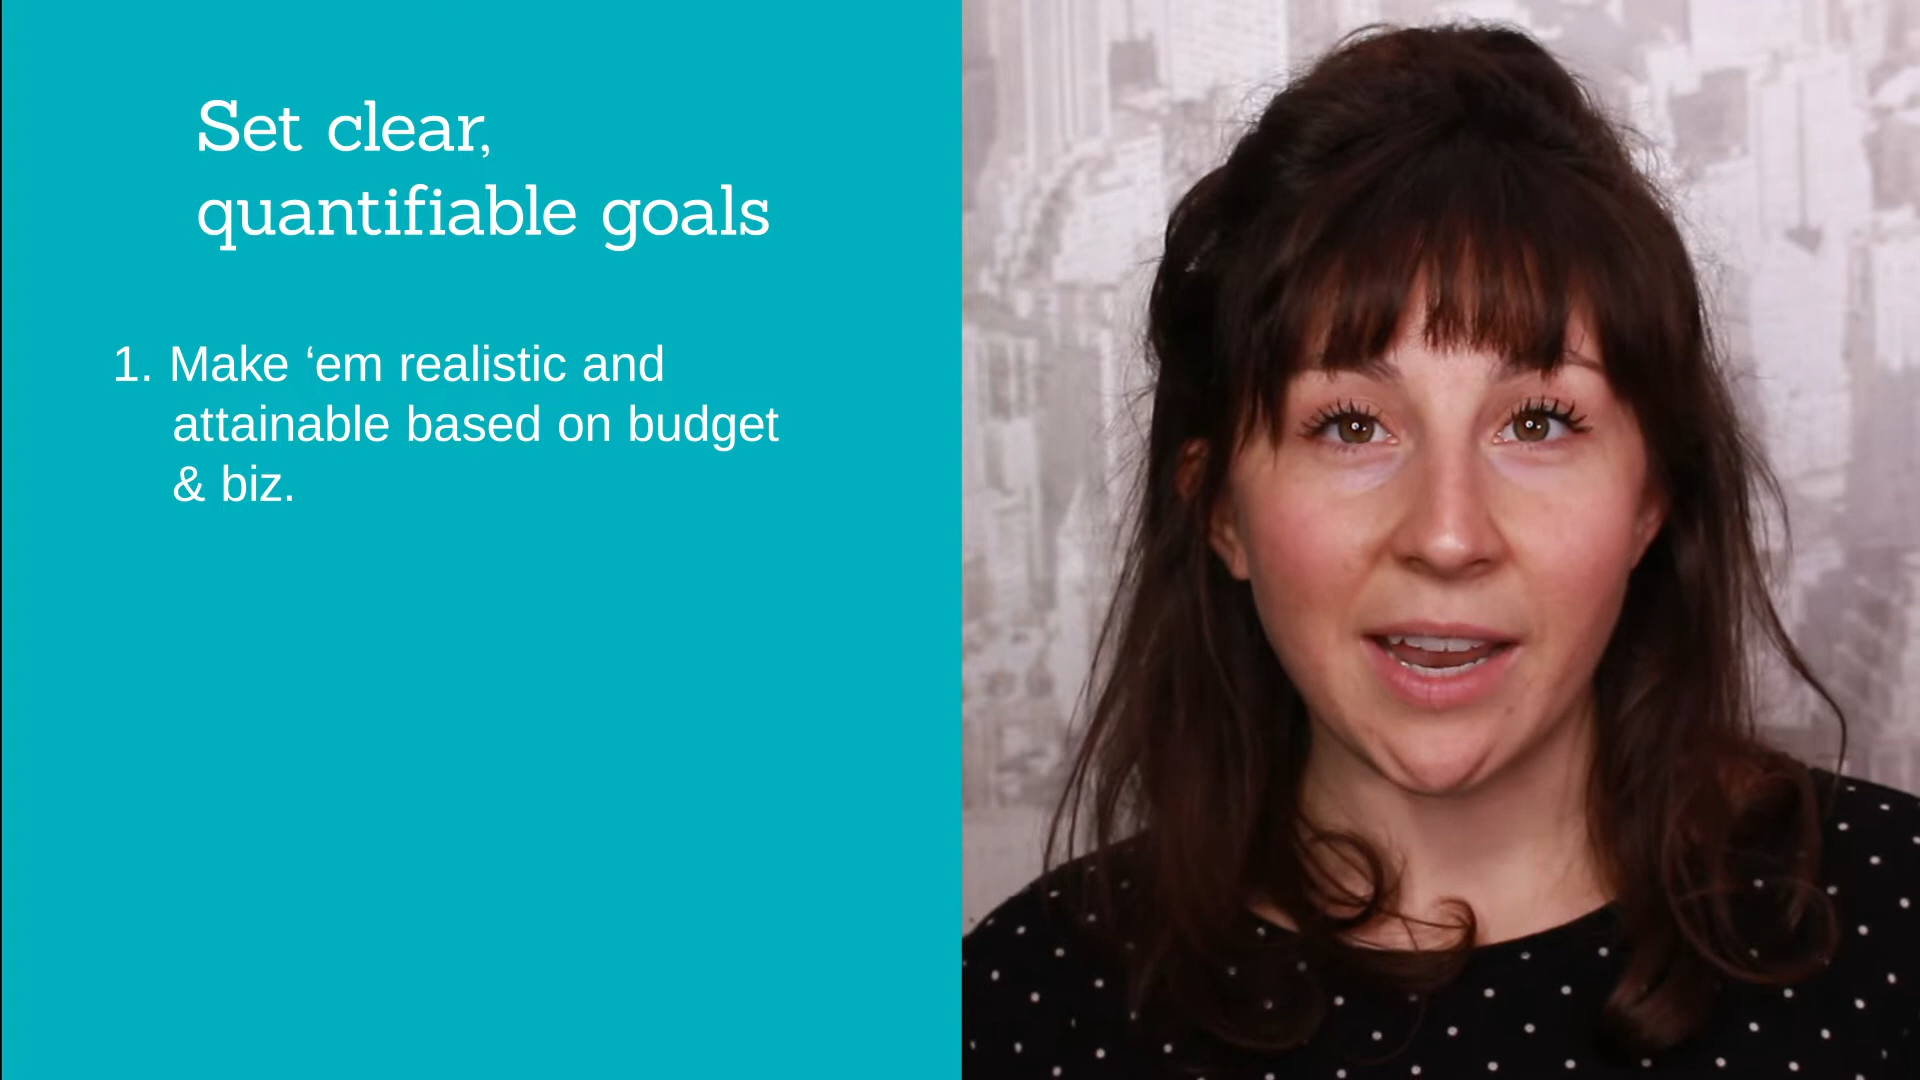 Set clear,
quantifiable goals
1. Make ‘em realistic and
attainable based on budget
& biz.